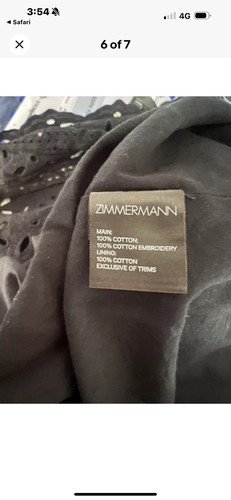 3:54
4G
Safari
6 of 7
ZIMMERMANN
MAIN:
100% COTTON;
100% COTTON EMBROIDERY
LINING:
100% COTTON
EXCLUSIVE OF TRIMS